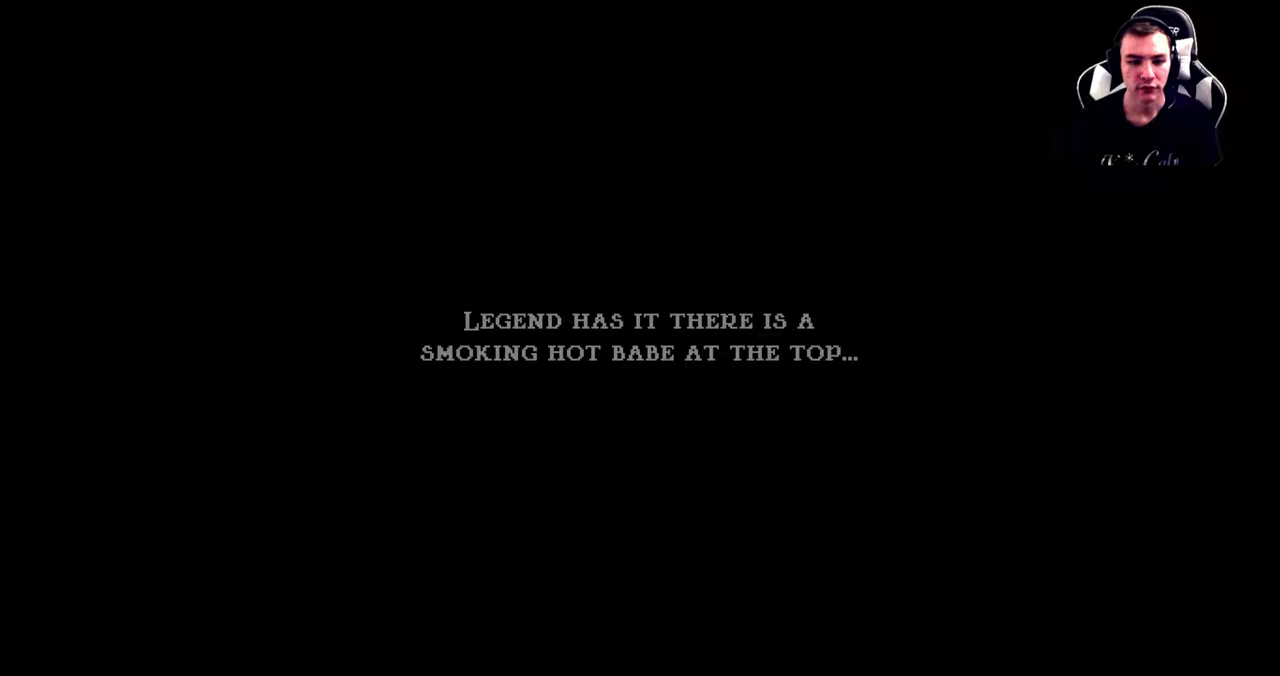 Legend has it there is a
smoking hot babe at the top...